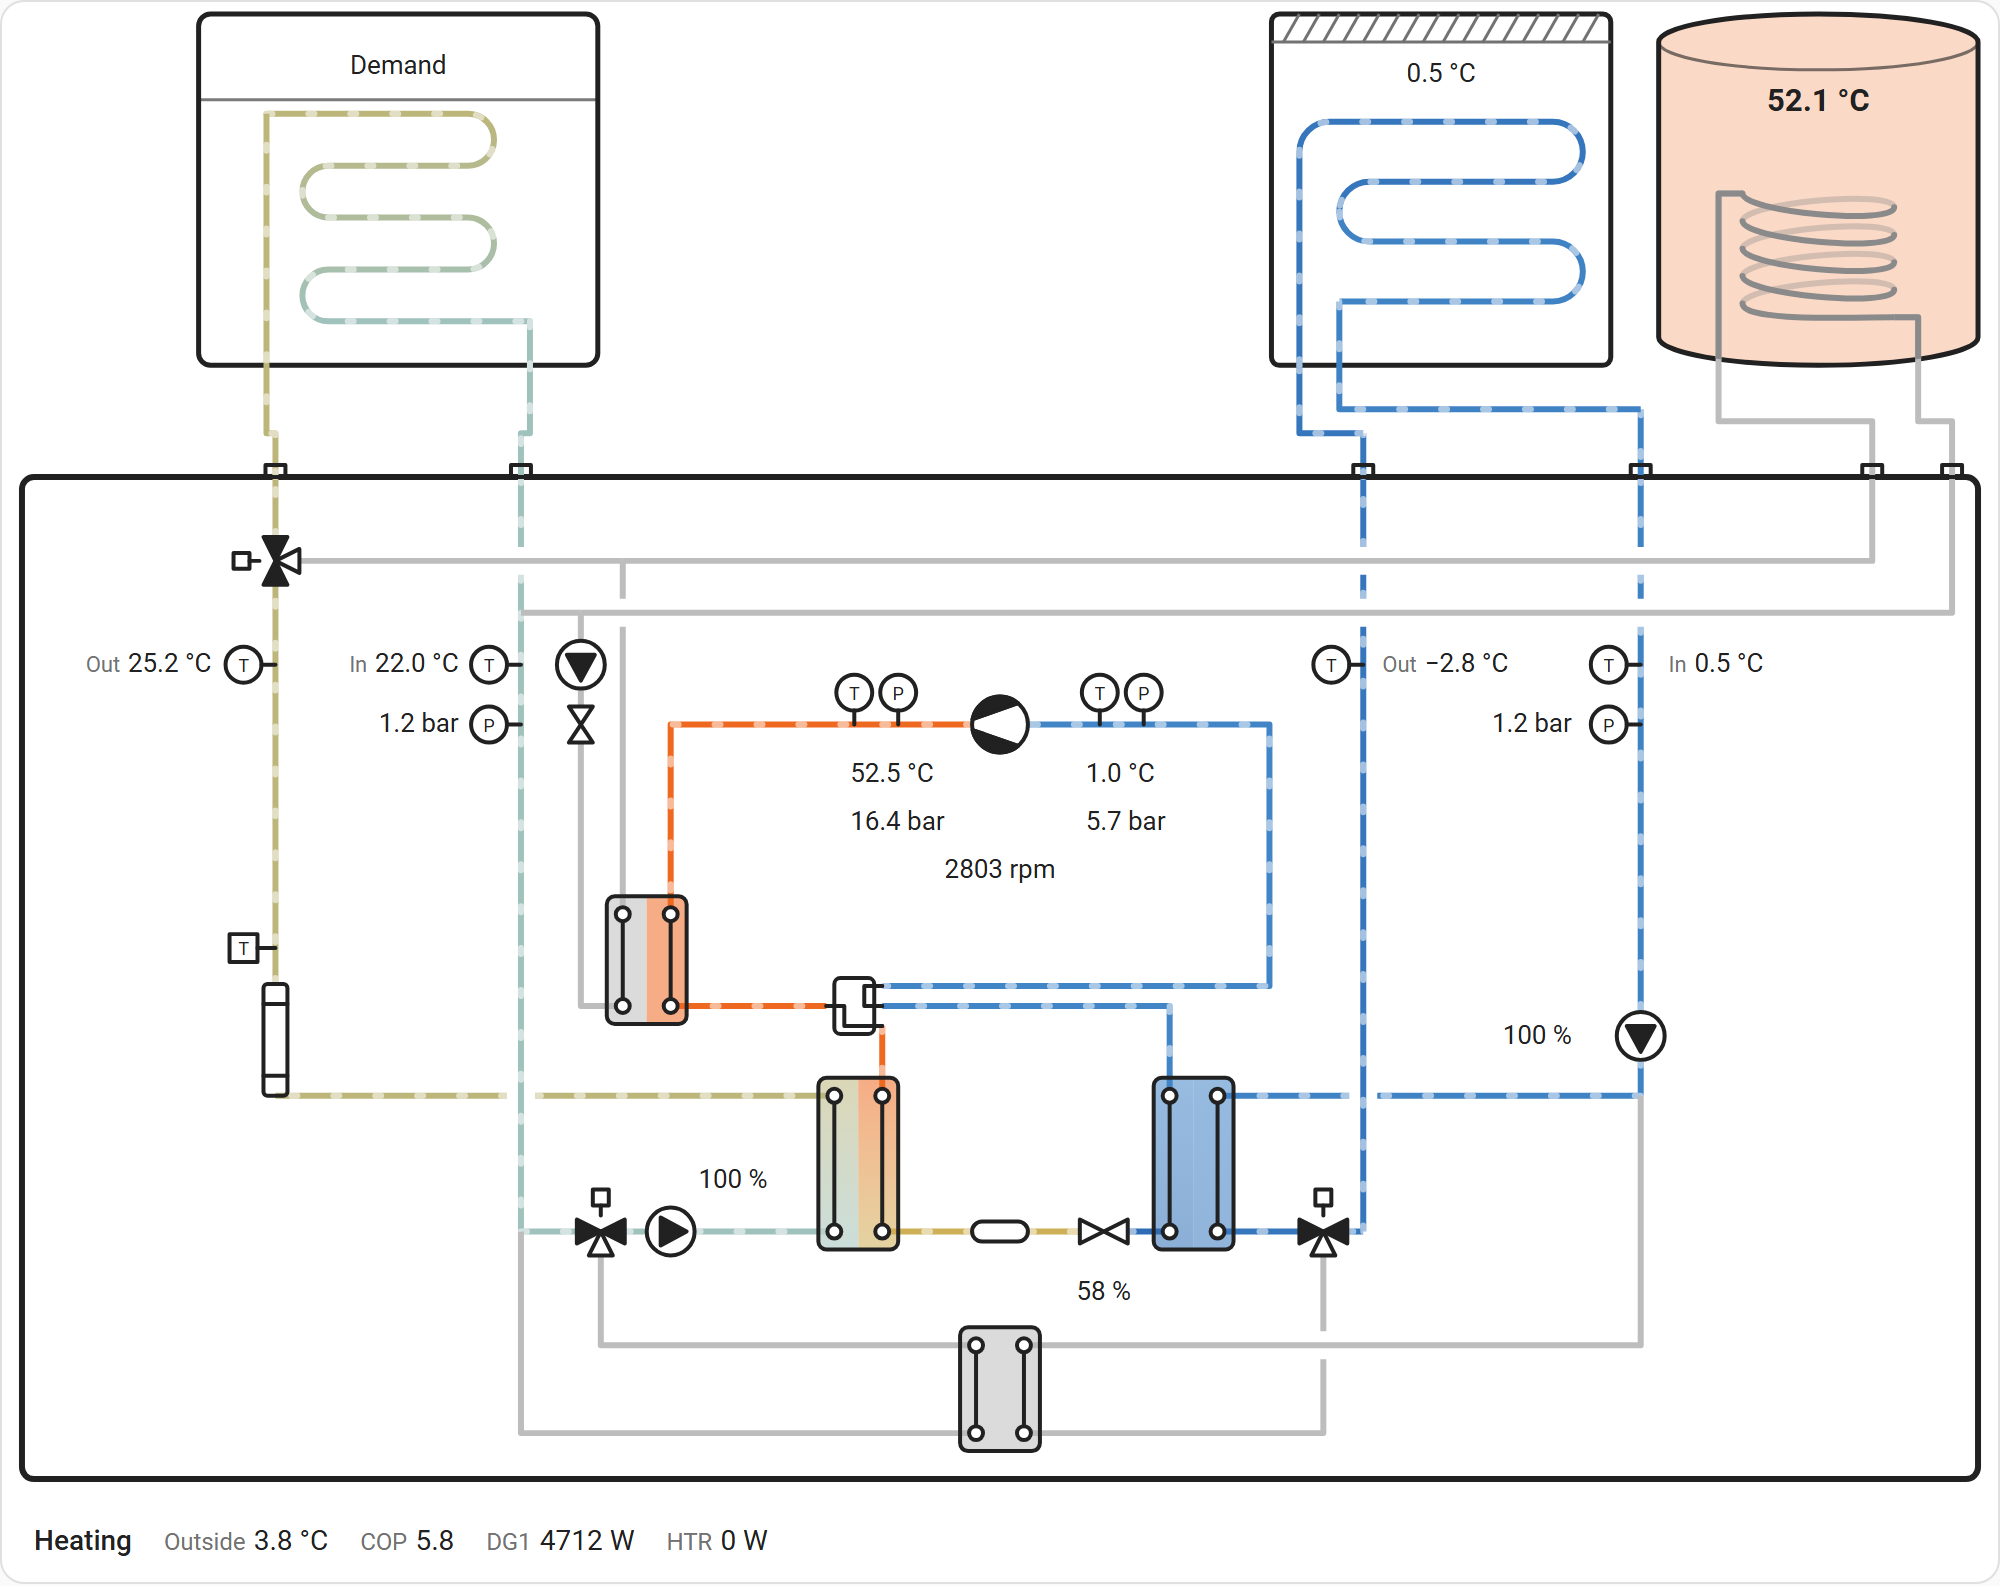 Demand
0.5 °C
52.1 °C
Out 25.2 °C T
In 22.0 °C T
T Out −2.8 °C
T In 0.5 °C
1.2 bar P
T P
T P
1.2 bar P
52.5 °C
1.0 °C
16.4 bar
5.7 bar
2803 rpm
T
100 %
100 %
58 %
Heating Outside 3.8 °C COP 5.8 DG1 4712 W HTR 0 W